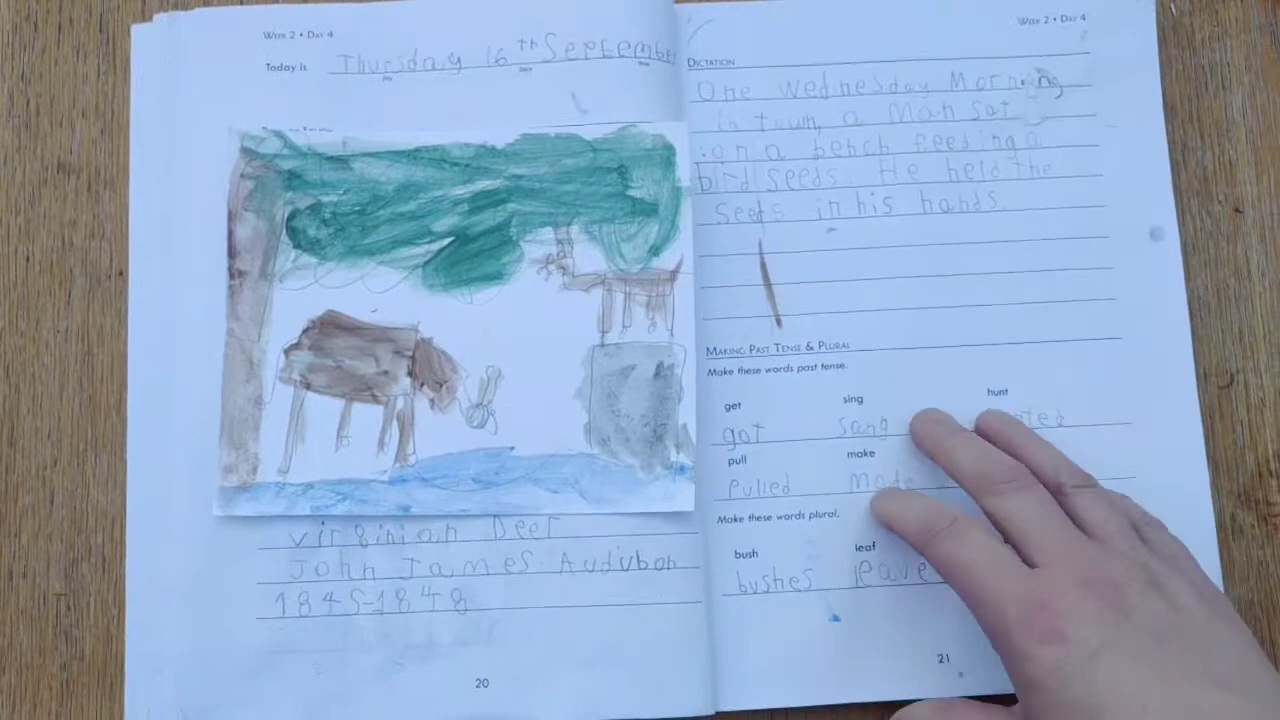 WEEK 2 • DAY 4
Today is Thursday 16th September
Virginian Deer
John James Audubon
1845-1848
20
WEEK 2 • DAY 4
DICTATION
One Wednesday Morning
in town, a Man sat
on a bench feeding a
bird seeds. He held the
seeds in his hands.
MAKING PAST TENSE & PLURAL
Make these words past tense.
get sing hunt
got sang ted
pull make
Pulled made
Make these words plural.
bush leaf
bushes leave
21